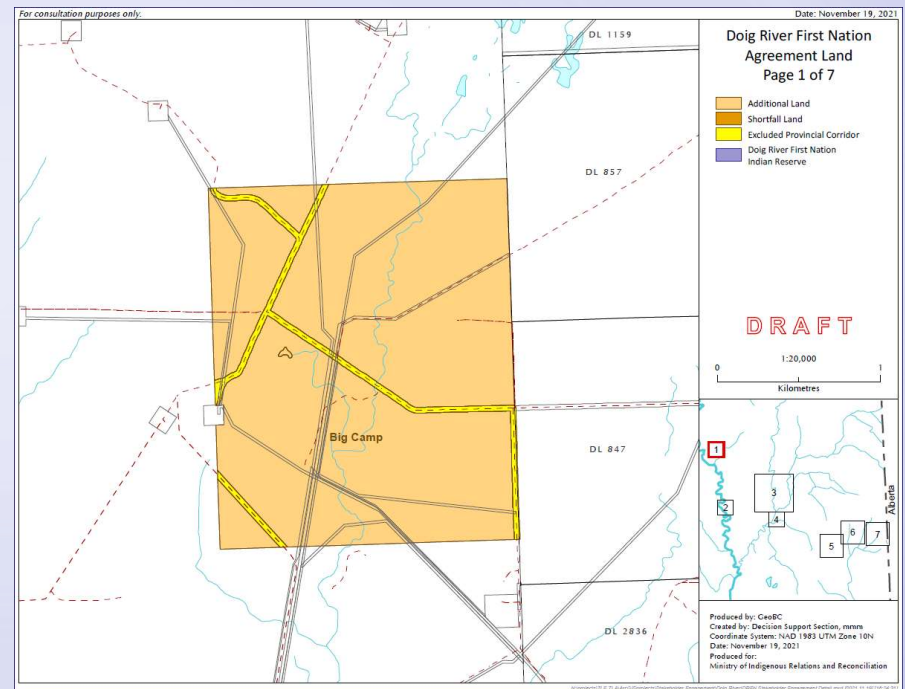 For consultation purposes only.
Date: November 19, 2021
Doig River First Nation
Agreement Land
Page 1 of 7
Additional Land
Shortfall Land
Excluded Provincial Corridor
Doig River First Nation
Indian Reserve
DL 1159
DL 857
DRAFT
1:20,000
0 1
Kilometres
Big Camp
DL 847
DL 2836
1
2
3
4
5
6
7
Alberta
Produced by: GeoBC
Created by: Decision Support Section, mmm
Coordinate System: NAD 1983 UTM Zone 10N
Date: November 19, 2021
Produced for:
Ministry of Indigenous Relations and Reconciliation